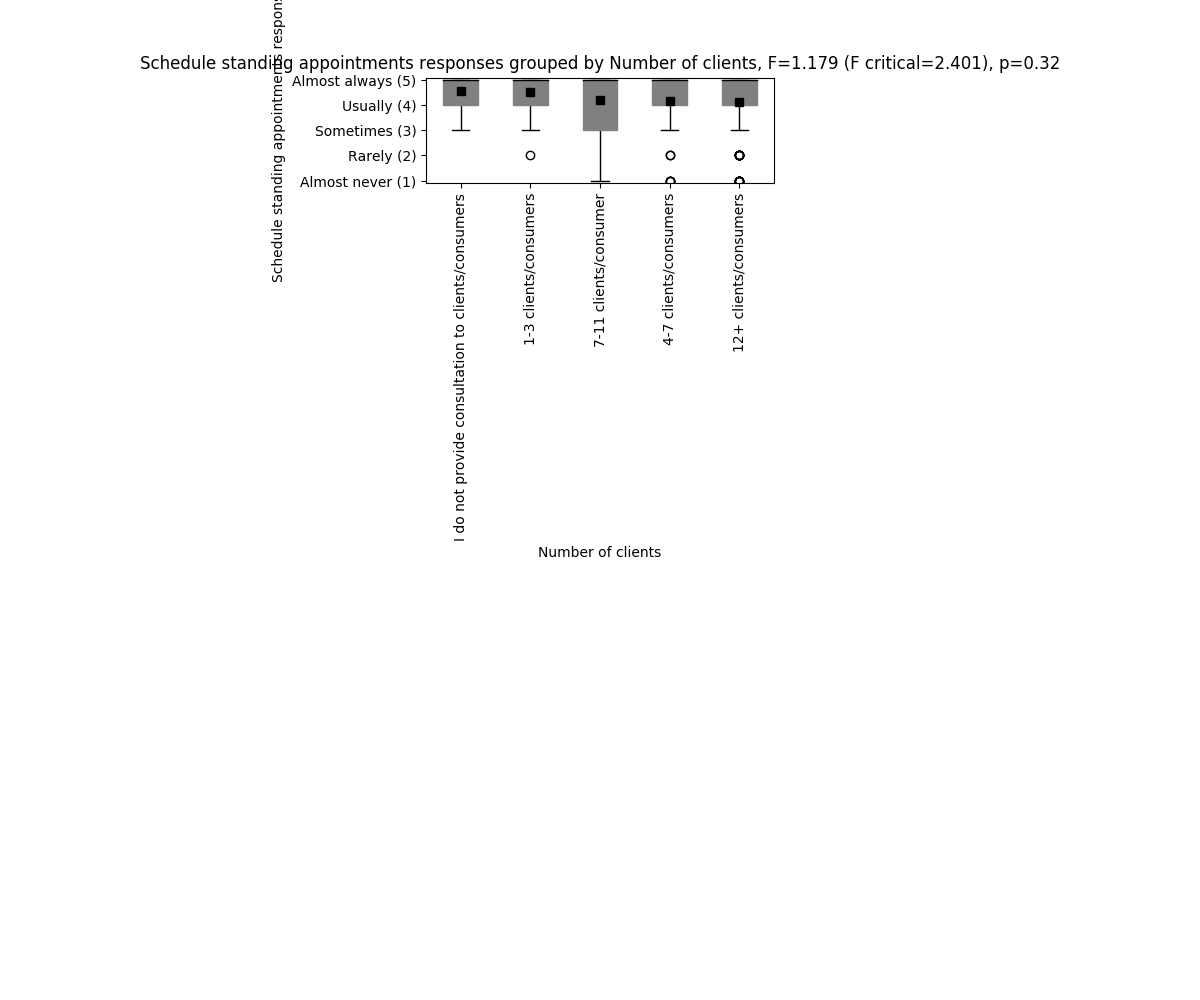 Schedule standing appointments responses grouped by Number of clients, F=1.179 (F critical=2.401), p=0.32
Schedule standing appointments respons
Almost always (5)
Usually (4)
Sometimes (3)
Rarely (2)
Almost never (1)
I do not provide consultation to clients/consumers
1-3 clients/consumers
7-11 clients/consumer
4-7 clients/consumers
12+ clients/consumers
Number of clients